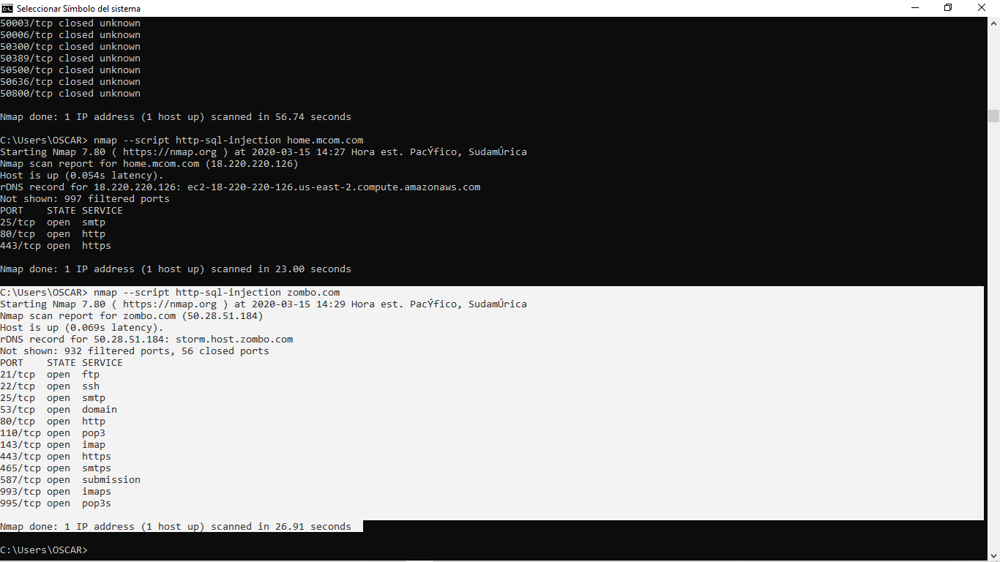 Seleccionar Símbolo del sistema
50003/tcp closed unknown
50006/tcp closed unknown
50300/tcp closed unknown
50389/tcp closed unknown
50500/tcp closed unknown
50636/tcp closed unknown
50800/tcp closed unknown
Nmap done: 1 IP address (1 host up) scanned in 56.74 seconds
C:\Users\OSCAR> nmap --script http-sql-injection home.mcom.com
Starting Nmap 7.80 ( https://nmap.org ) at 2020-03-15 14:27 Hora est. PacÝfico, SudamÚrica
Nmap scan report for home.mcom.com (18.220.220.126)
Host is up (0.054s latency).
rDNS record for 18.220.220.126: ec2-18-220-220-126.us-east-2.compute.amazonaws.com
Not shown: 997 filtered ports
PORT    STATE SERVICE
25/tcp  open  smtp
80/tcp  open  http
443/tcp open  https
Nmap done: 1 IP address (1 host up) scanned in 23.00 seconds
C:\Users\OSCAR> nmap --script http-sql-injection zombo.com
Starting Nmap 7.80 ( https://nmap.org ) at 2020-03-15 14:29 Hora est. PacÝfico, SudamÚrica
Nmap scan report for zombo.com (50.28.51.184)
Host is up (0.069s latency).
rDNS record for 50.28.51.184: storm.host.zombo.com
Not shown: 932 filtered ports, 56 closed ports
PORT    STATE SERVICE
21/tcp  open  ftp
22/tcp  open  ssh
25/tcp  open  smtp
53/tcp  open  domain
80/tcp  open  http
110/tcp open  pop3
143/tcp open  imap
443/tcp open  https
465/tcp open  smtps
587/tcp open  submission
993/tcp open  imaps
995/tcp open  pop3s
Nmap done: 1 IP address (1 host up) scanned in 26.91 seconds
C:\Users\OSCAR>